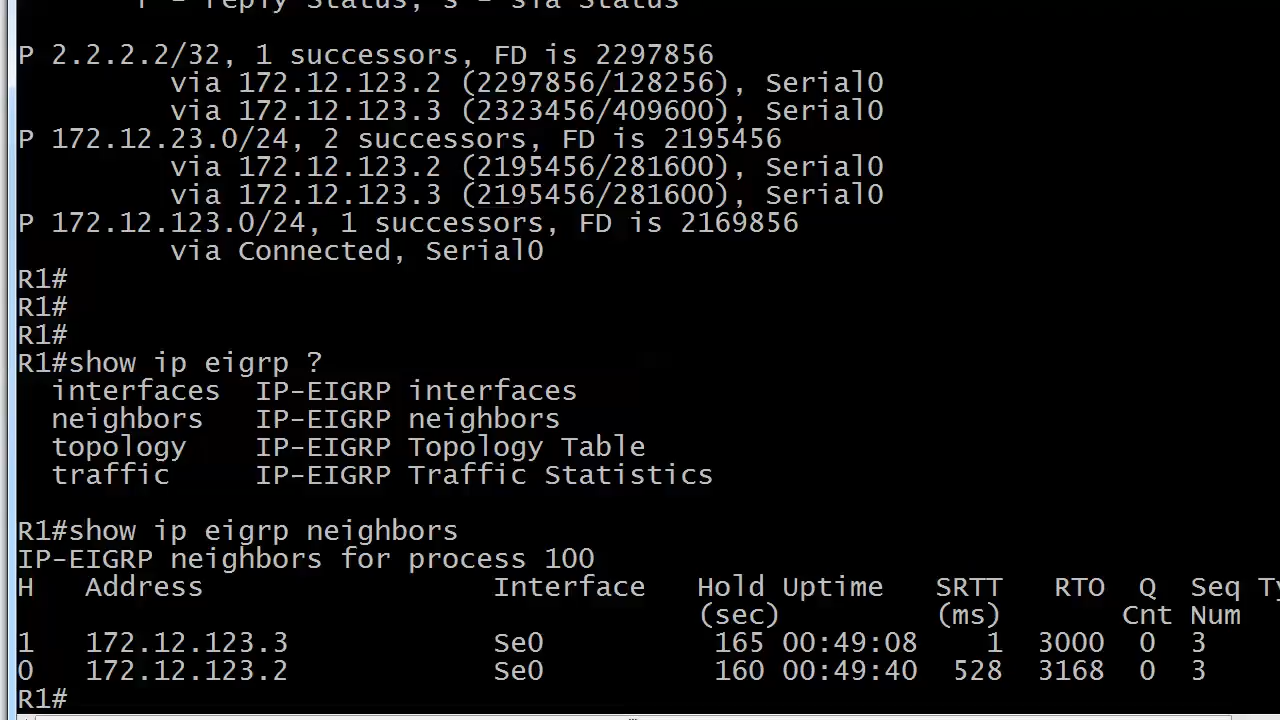 r - reply Status, s - sia Status
P 2.2.2.2/32, 1 successors, FD is 2297856
via 172.12.123.2 (2297856/128256), Serial0
via 172.12.123.3 (2323456/409600), Serial0
P 172.12.23.0/24, 2 successors, FD is 2195456
via 172.12.123.2 (2195456/281600), Serial0
via 172.12.123.3 (2195456/281600), Serial0
P 172.12.123.0/24, 1 successors, FD is 2169856
via Connected, Serial0
R1#
R1#
R1#
R1#show ip eigrp ?
interfaces IP-EIGRP interfaces
neighbors IP-EIGRP neighbors
topology IP-EIGRP Topology Table
traffic IP-EIGRP Traffic Statistics
R1#show ip eigrp neighbors
IP-EIGRP neighbors for process 100
H Address Interface Hold Uptime SRTT RTO Q Seq Ty
(sec) (ms) Cnt Num
1 172.12.123.3 Se0 165 00:49:08 1 3000 0 3
0 172.12.123.2 Se0 160 00:49:40 528 3168 0 3
R1#